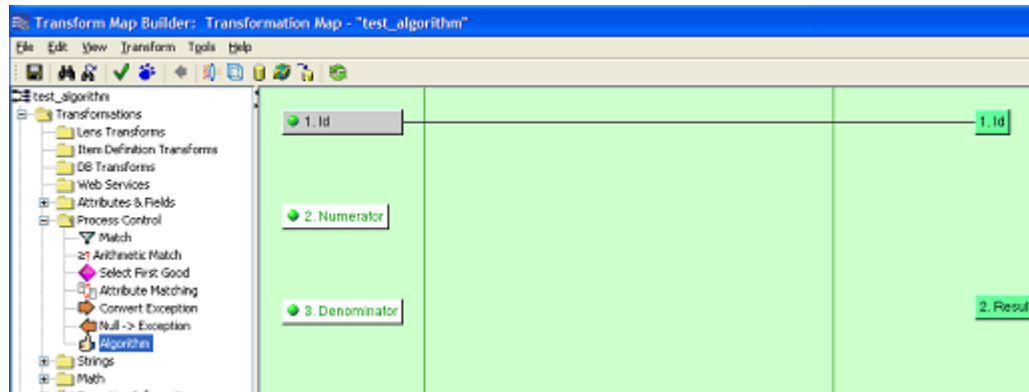 Transform Map Builder: Transformation Map - "test_algorithm"
File Edit View Transform Tools Help
test_algorithm
Transformations
Lens Transforms
Item Definition Transforms
DB Transforms
Web Services
Attributes & Fields
Process Control
Match
Arithmetic Match
Select First Good
Attribute Matching
Convert Exception
Null -> Exception
Algorithm
Strings
Math
1. Id
1. Id
2. Numerator
3. Denominator
2. Resul